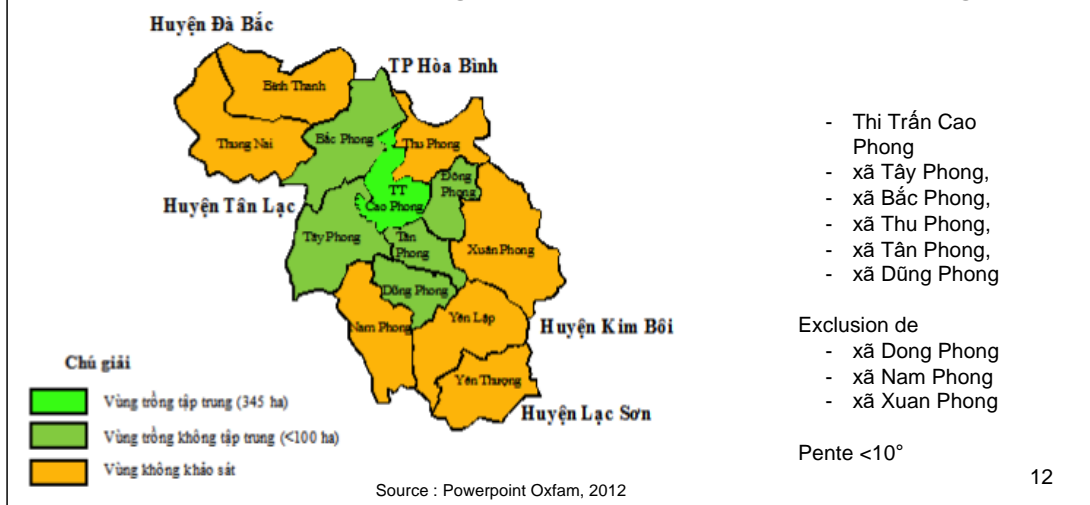 Huyện Đà Bắc
TP Hòa Bình
Bình Thanh
Thung Nai
Bắc Phong
Thu Phong
Đông
Phong
TT
Cao Phong
Huyện Tân Lạc
Tây Phong
Tân
Phong
Xuân Phong
Dũng Phong
Nam Phong
Yên Lập
Huyện Kim Bôi
Yên Thượng
Huyện Lạc Sơn
Chú giải
Vùng trồng tập trung (345 ha)
Vùng trồng không tập trung (<100 ha)
Vùng không khảo sát
Source : Powerpoint Oxfam, 2012
- Thi Trấn Cao
Phong
- xã Tây Phong,
- xã Bắc Phong,
- xã Thu Phong,
- xã Tân Phong,
- xã Dũng Phong
Exclusion de
- xã Dong Phong
- xã Nam Phong
- xã Xuan Phong
Pente <10°
12